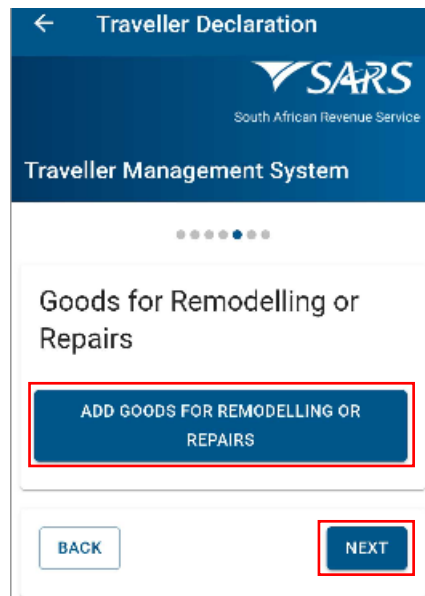 Traveller Declaration
SARS
South African Revenue Service
Traveller Management System
Goods for Remodelling or
Repairs
ADD GOODS FOR REMODELLING OR
REPAIRS
BACK
NEXT